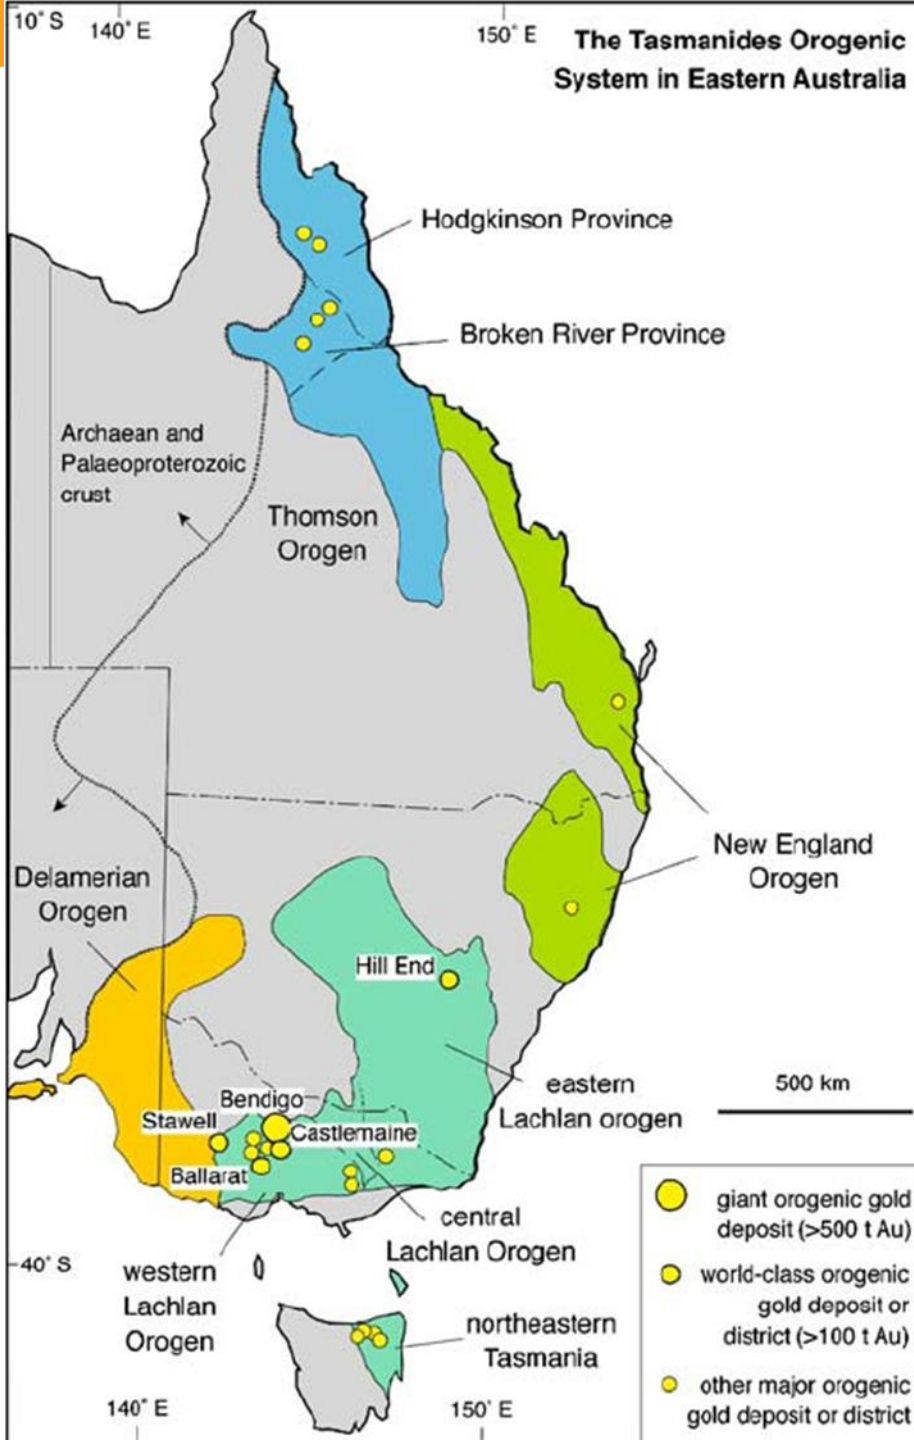 10° S
140° E
150° E
The Tasmanides Orogenic
System in Eastern Australia
Hodgkinson Province
Broken River Province
Archaean and
Palaeoproterozoic
crust
Thomson
Orogen
New England
Orogen
Delamerian
Orogen
Hill End
eastern
Lachlan orogen
500 km
Bendigo
Stawell
Castlemaine
Ballarat
central
Lachlan Orogen
western
Lachlan
Orogen
40° S
northeastern
Tasmania
giant orogenic gold
deposit (>500 t Au)
world-class orogenic
gold deposit or
district (>100 t Au)
other major orogenic
gold deposit or district
140° E
150° E